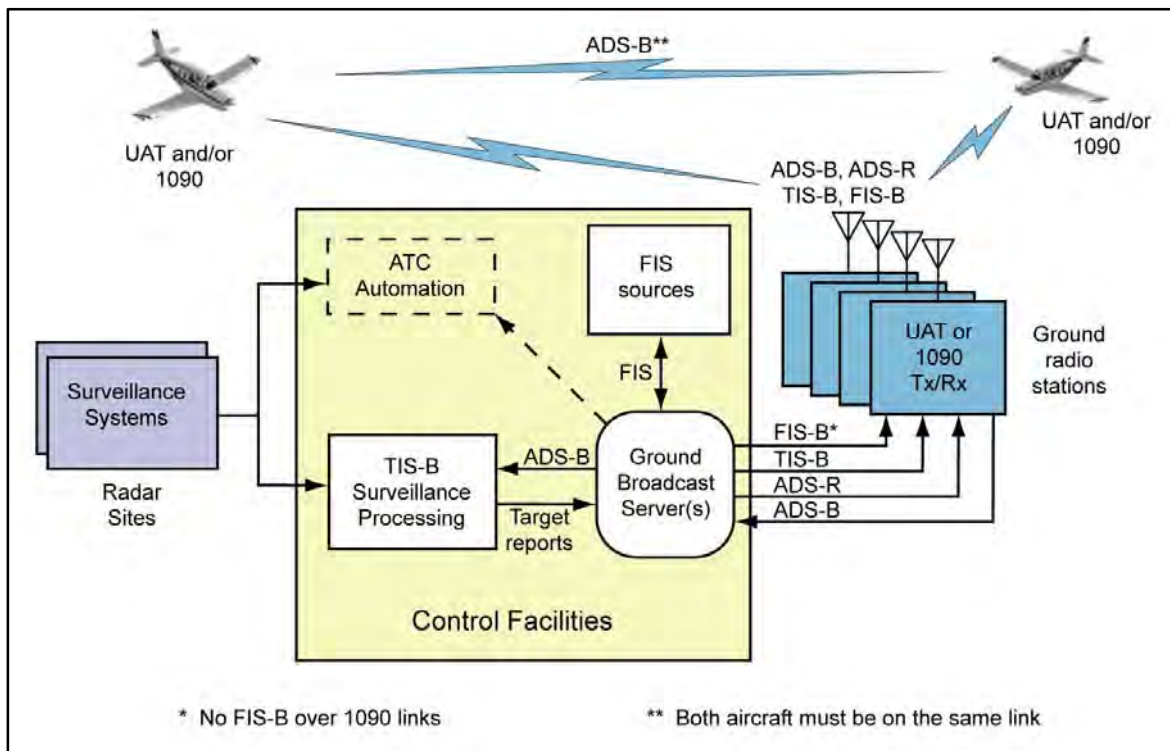 ADS-B**
UAT and/or
1090
UAT and/or
1090
ADS-B, ADS-R
TIS-B, FIS-B
ATC
Automation
FIS
sources
UAT or
1090
Tx/Rx
Ground
radio
stations
Surveillance
Systems
Radar
Sites
FIS
TIS-B
Surveillance
Processing
ADS-B
Target
reports
Ground
Broadcast
Server(s)
FIS-B*
TIS-B
ADS-R
ADS-B
Control Facilities
* No FIS-B over 1090 links
** Both aircraft must be on the same link